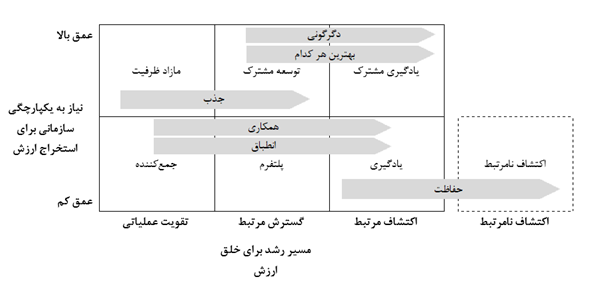 عمق بالا
دگرگونی
بهترین هر کدام
مازاد ظرفیت
توسعه مشترک
یادگیری مشترک
جذب
نیاز به یکپارچگی
سازمانی برای
استخراج ارزش
همکاری
انطباق
جمع‌کننده
پلتفرم
یادگیری
اکتشاف نامرتبط
حفاظت
عمق کم
تقویت عملیاتی
گسترش مرتبط
اکتشاف مرتبط
اکتشاف نامرتبط
مسیر رشد برای خلق
ارزش